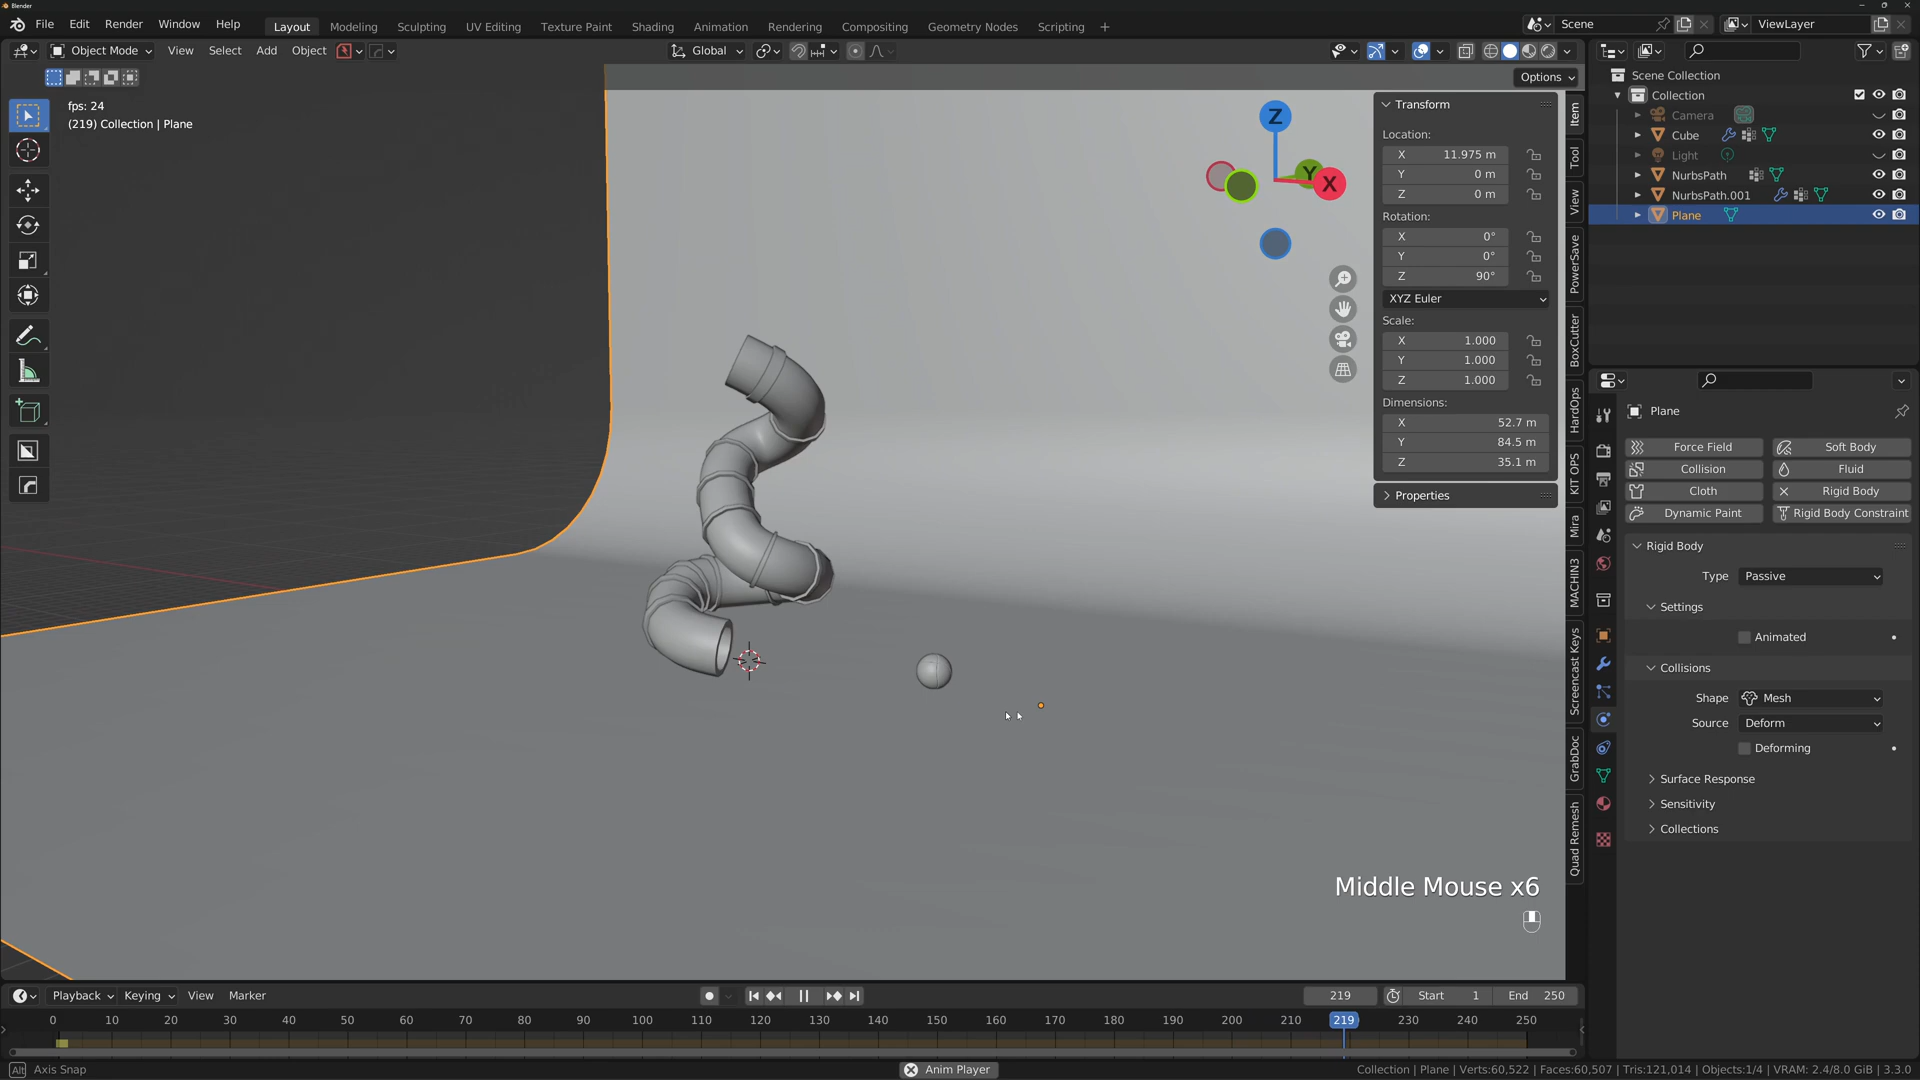 Blender
File Edit Render Window Help
Layout Modeling Sculpting UV Editing Texture Paint Shading Animation Rendering Compositing Geometry Nodes Scripting +
Scene
ViewLayer
Object Mode View Select Add Object
Global
Options
fps: 24
(219) Collection | Plane
Z
Y
X
Transform
Location:
X 11.975 m
Y 0 m
Z 0 m
Rotation:
X 0°
Y 0°
Z 90°
XYZ Euler
Scale:
X 1.000
Y 1.000
Z 1.000
Dimensions:
X 52.7 m
Y 84.5 m
Z 35.1 m
Properties
Item
Tool
View
PowerSave
BoxCutter
HardOps
KIT OPS
Mira
MACHIN3
Screencast Keys
GrabDoc
Quad Remesh
Scene Collection
Collection
Camera
Cube
Light
NurbsPath
NurbsPath.001
Plane
Plane
Force Field Soft Body
Collision Fluid
Cloth Rigid Body
Dynamic Paint Rigid Body Constraint
Rigid Body
Type Passive
Settings
Animated
Collisions
Shape Mesh
Source Deform
Deforming
Surface Response
Sensitivity
Collections
Middle Mouse x6
Playback Keying View Marker
219 Start 1 End 250
0 10 20 30 40 50 60 70 80 90 100 110 120 130 140 150 160 170 180 190 200 210 219 230 240 250
Alt Axis Snap
Anim Player
Collection | Plane | Verts:60,522 | Faces:60,507 | Tris:121,014 | Objects:1/4 | VRAM: 2.4/8.0 GiB | 3.3.0